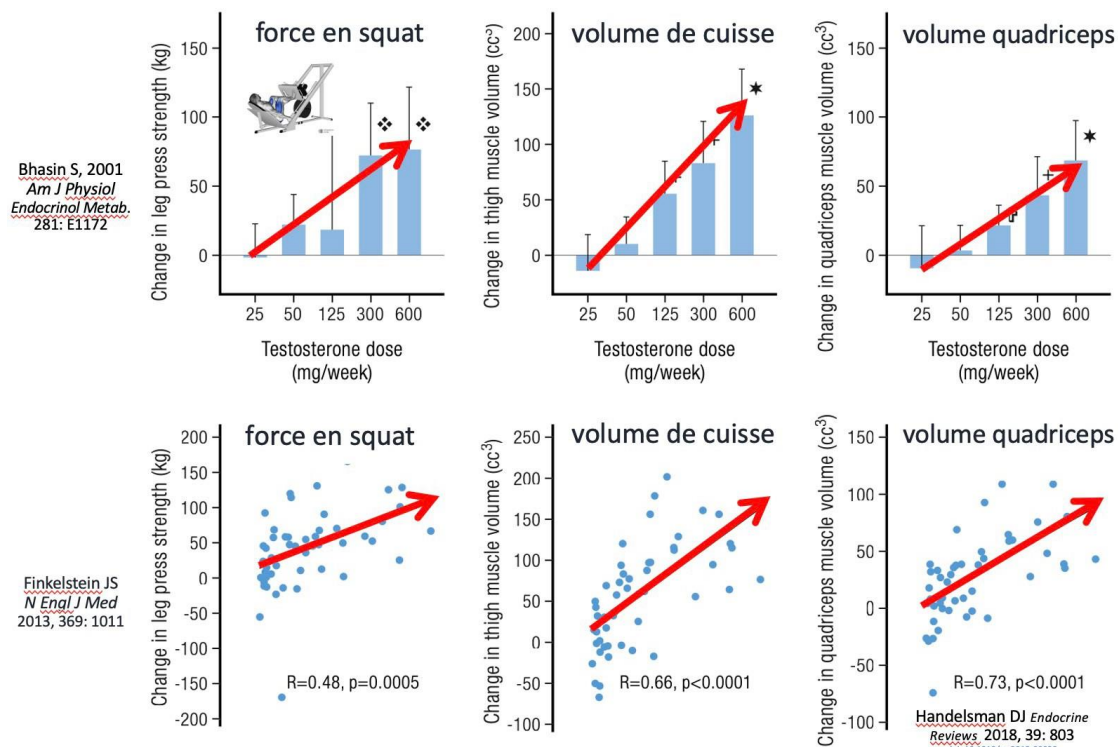 force en squat
volume de cuisse
volume quadriceps
Bhasin S, 2001
Am J Physiol
Endocrinol Metab.
281: E1172
Change in leg press strength (kg)
150
100
50
0
25 50 125 300 600
Testosterone dose
(mg/week)
Change in thigh muscle volume (cc³)
200
150
100
50
0
25 50 125 300 600
Testosterone dose
(mg/week)
Change in quadriceps muscle volume (cc³)
150
100
50
0
25 50 125 300 600
Testosterone dose
(mg/week)
force en squat
volume de cuisse
volume quadriceps
Finkelstein JS
N Engl J Med
2013, 369: 1011
Change in leg press strength (kg)
200
150
100
50
0
-50
-100
-150
-200
R=0.48, p=0.0005
Change in thigh muscle volume (cc³)
250
200
150
100
50
0
-50
-100
R=0.66, p<0.0001
Change in quadriceps muscle volume (cc³)
150
100
50
0
-50
-100
R=0.73, p<0.0001
Handelsman DJ Endocrine
Reviews 2018, 39: 803